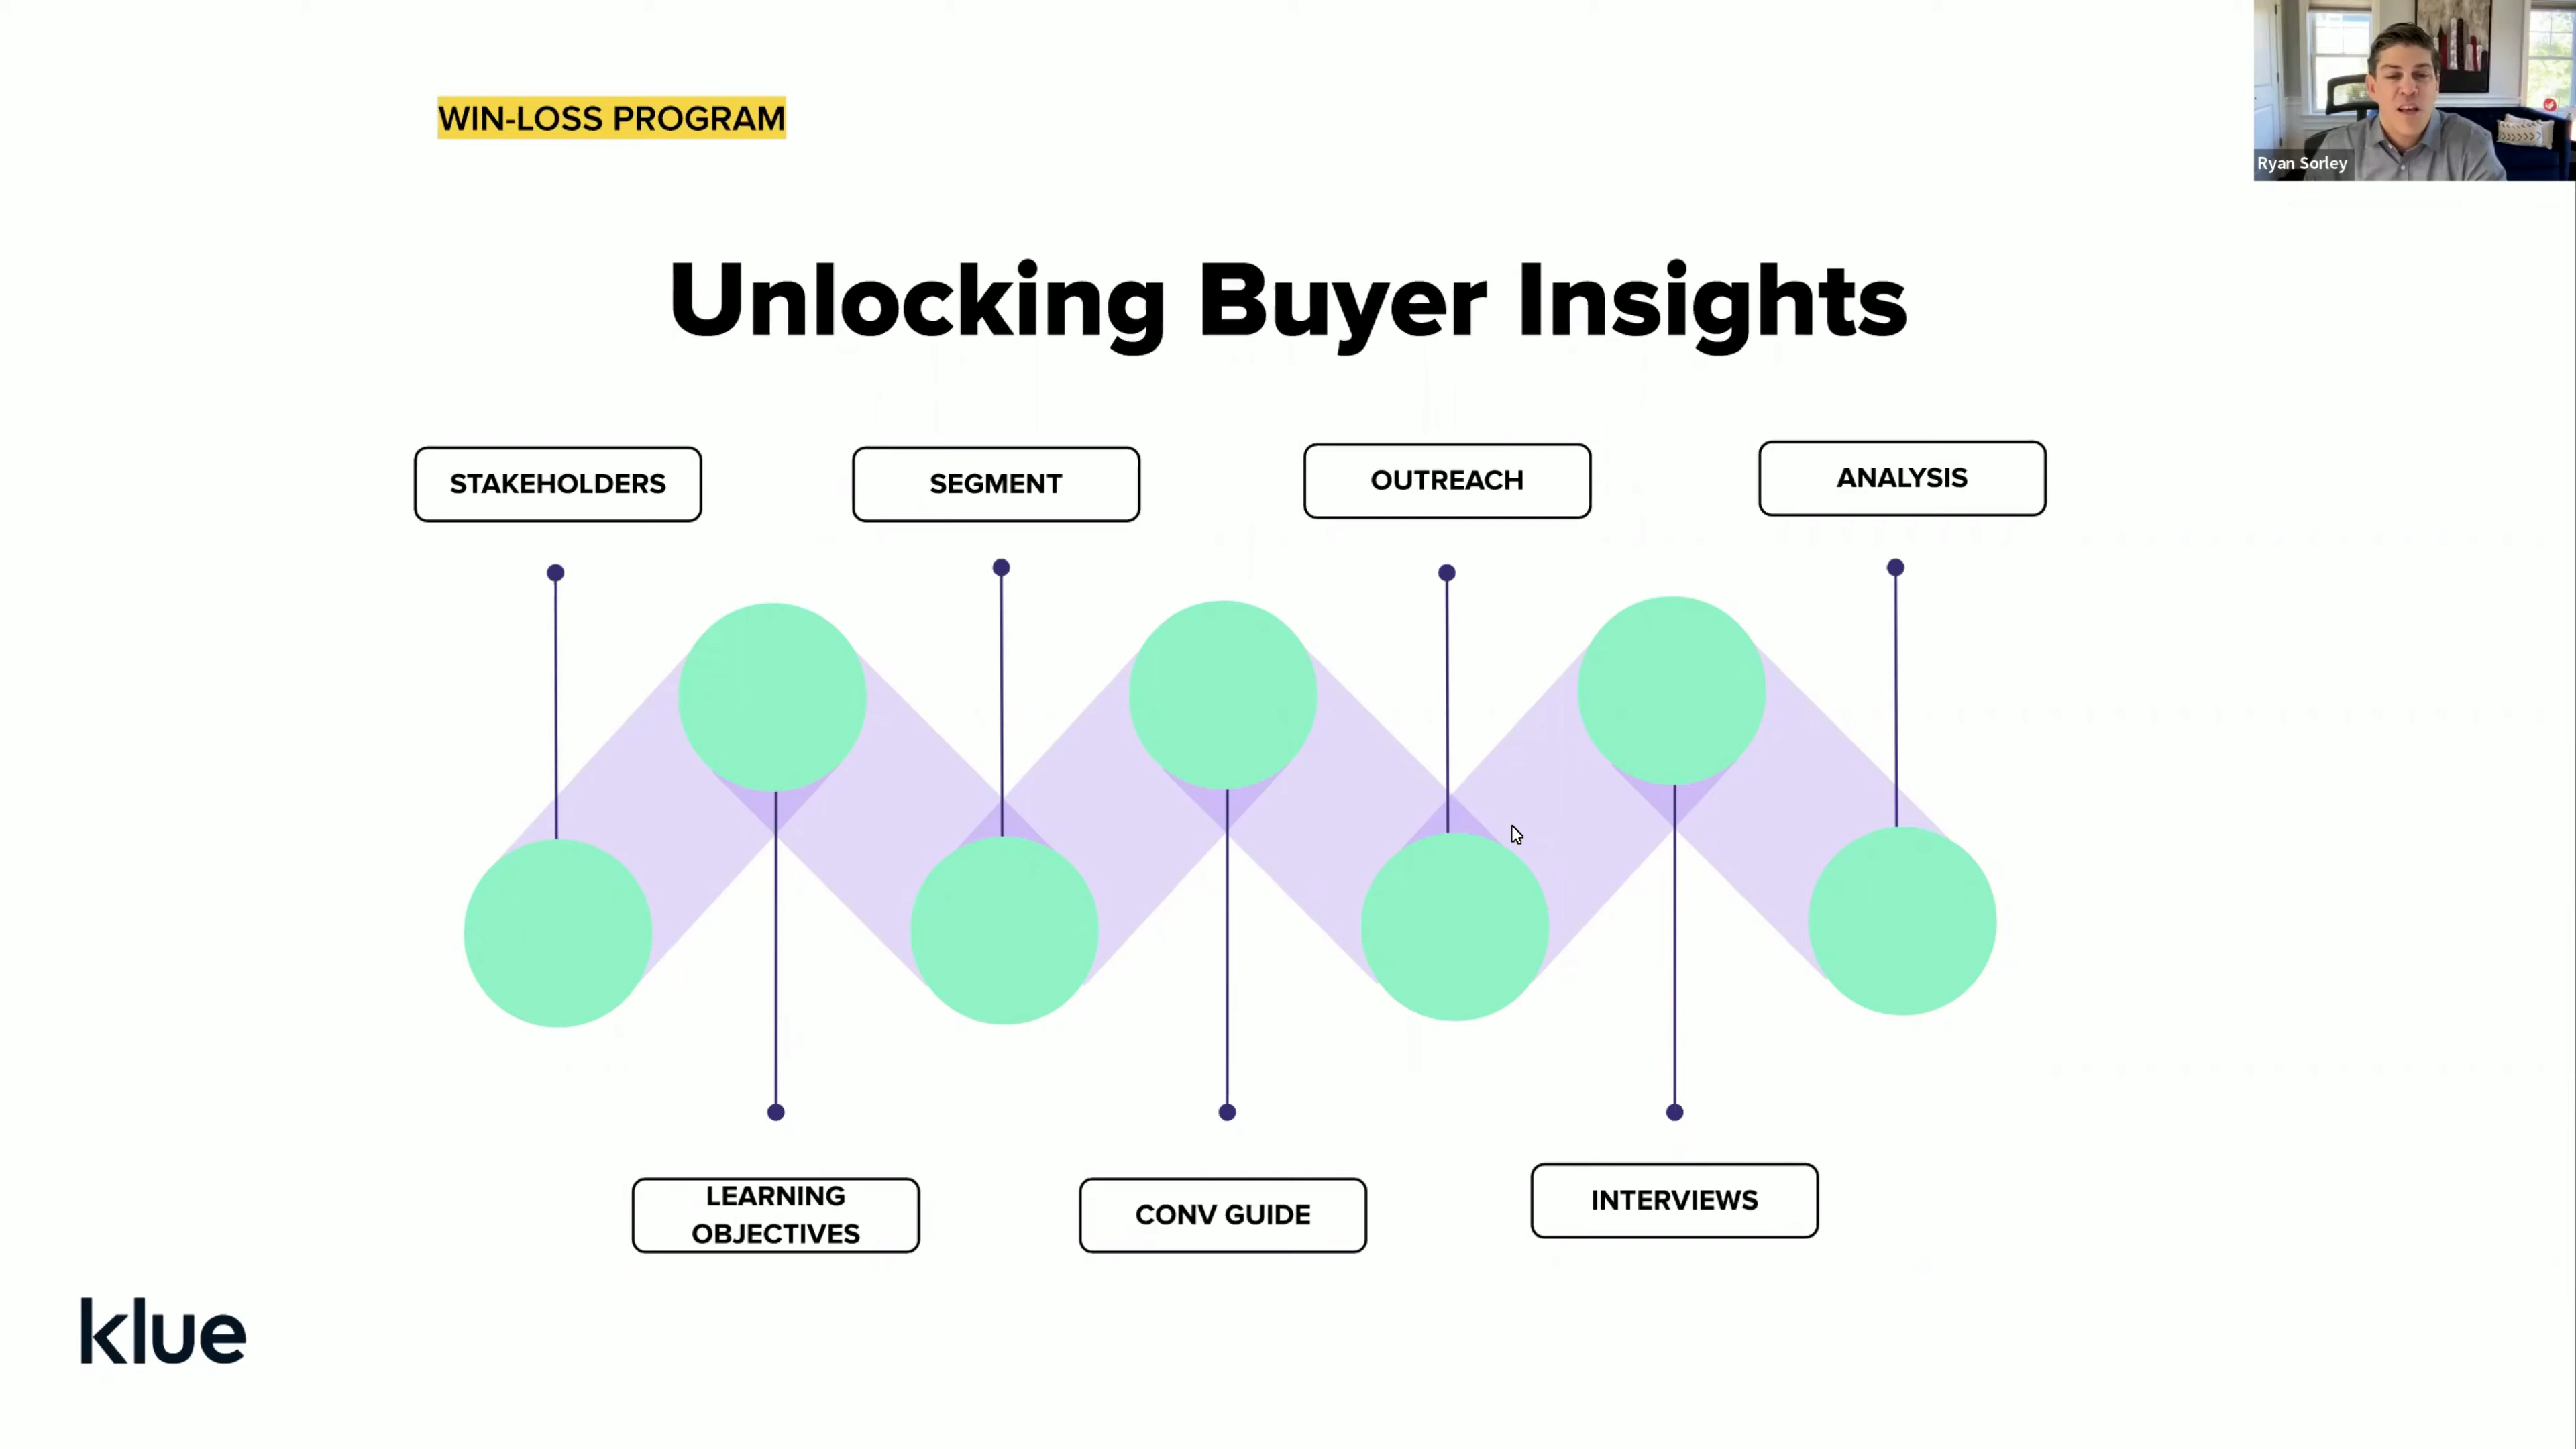 WIN-LOSS PROGRAM
Ryan Sorley
Unlocking Buyer Insights
STAKEHOLDERS
SEGMENT
OUTREACH
ANALYSIS
LEARNING
OBJECTIVES
CONV GUIDE
INTERVIEWS
klue